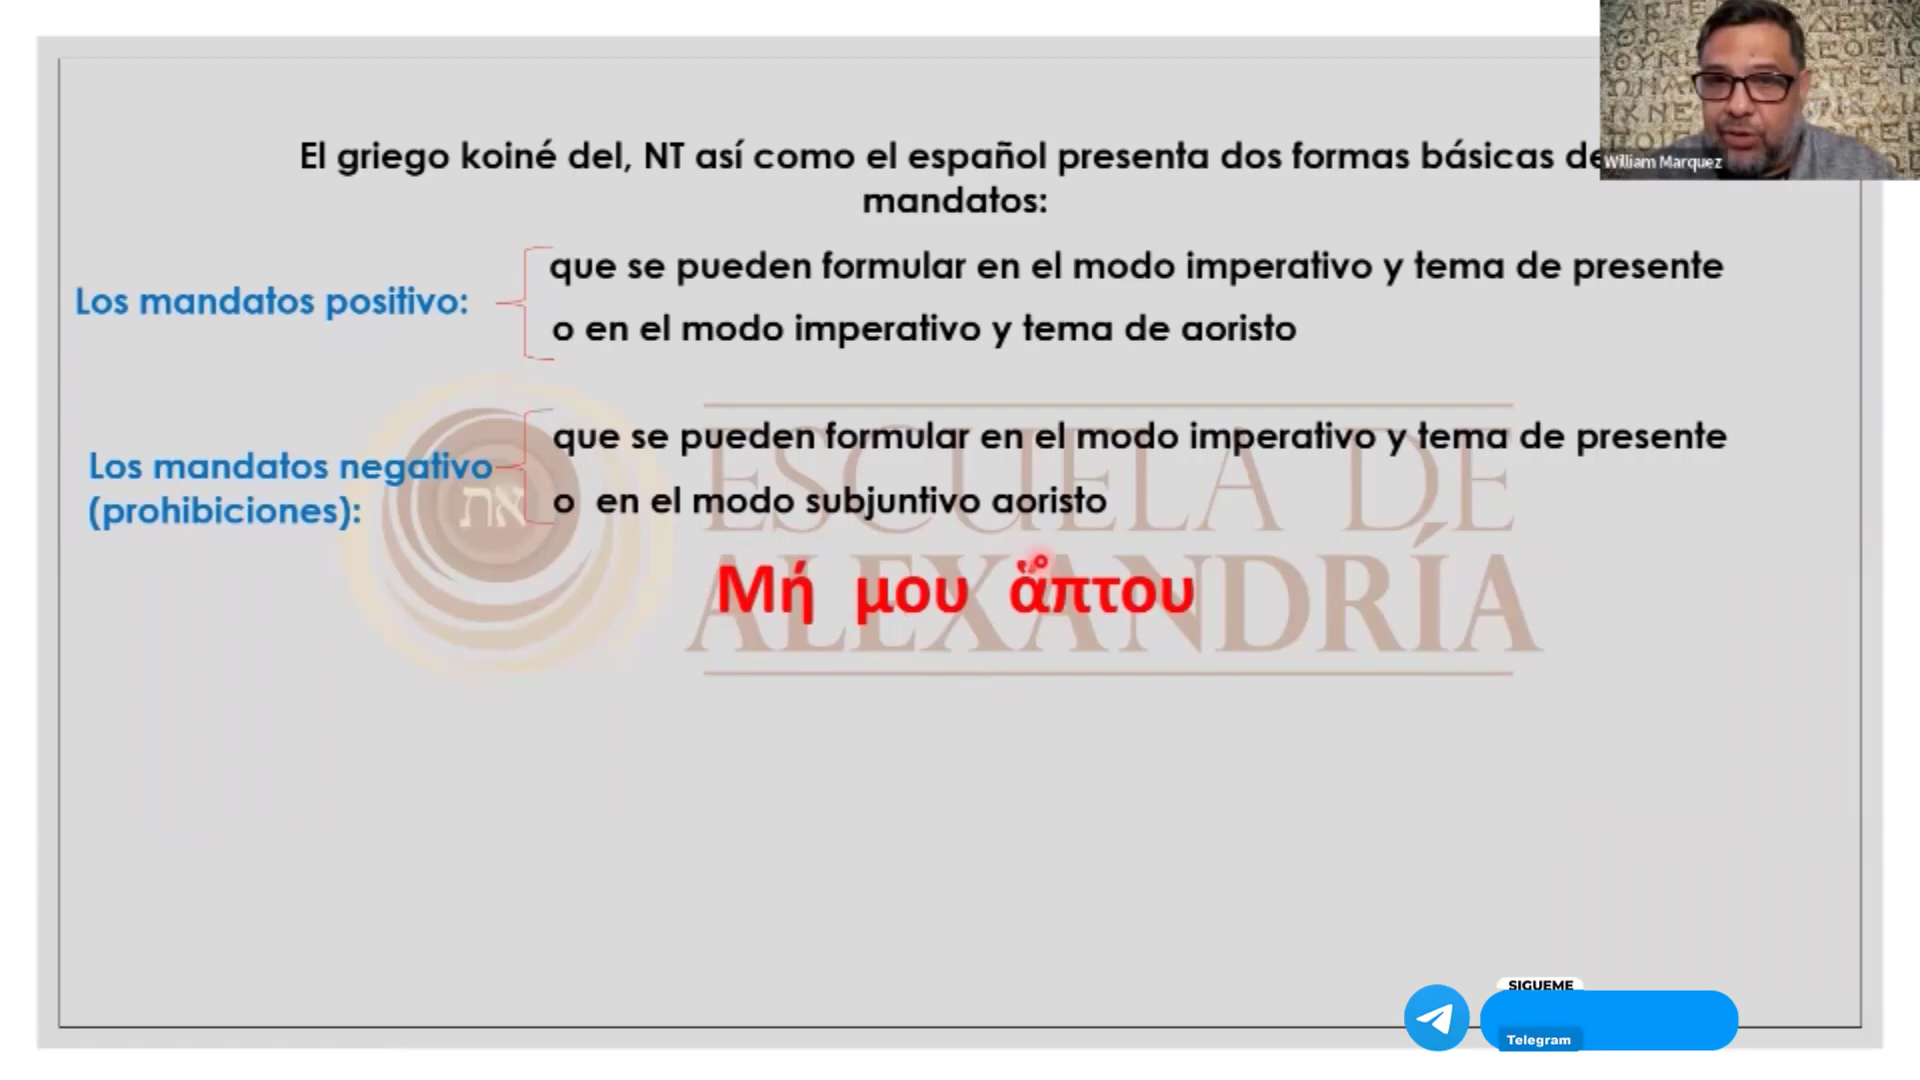 El griego koiné del, NT así como el español presenta dos formas básicas de
mandatos:
Los mandatos positivo:
que se pueden formular en el modo imperativo y tema de presente
o en el modo imperativo y tema de aoristo
Los mandatos negativo
(prohibiciones):
que se pueden formular en el modo imperativo y tema de presente
o en el modo subjuntivo aoristo
Μή μου ἅπτου
את
ESCUELA DE
ALEXANDRÍA
William Marquez
SIGUEME
Telegram